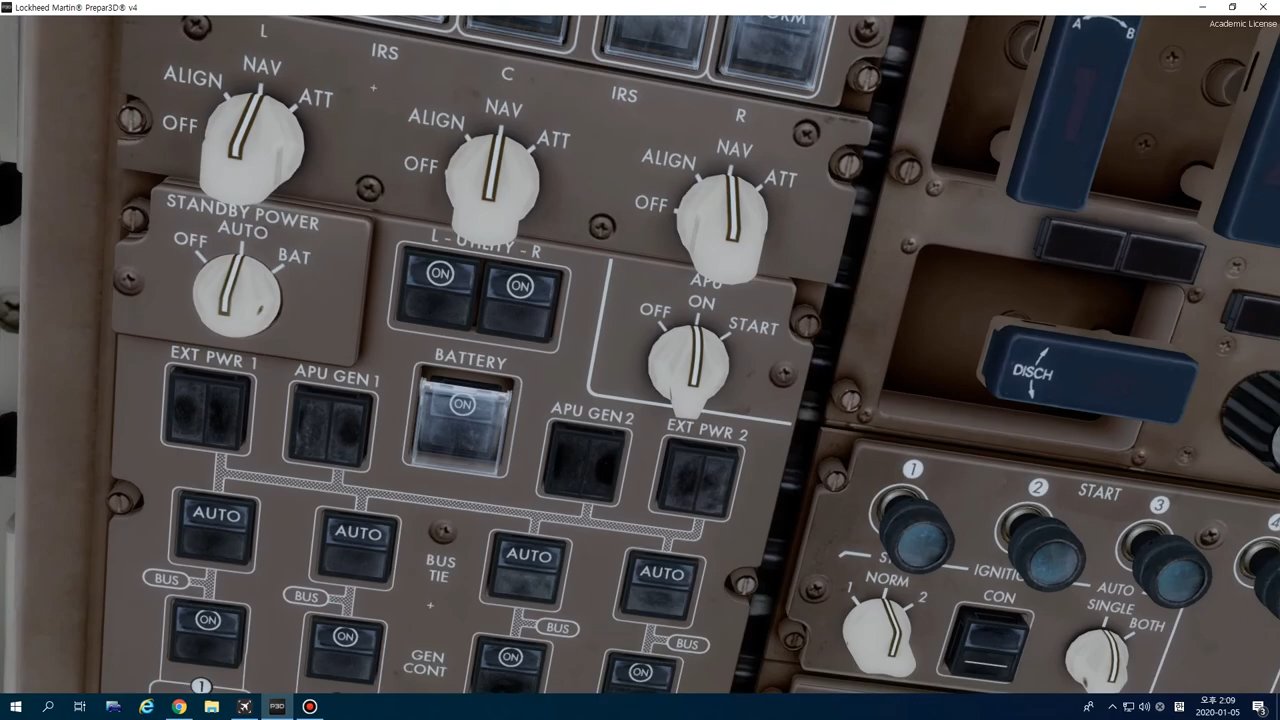 Lockheed Martin® Prepar3D® v4
Academic License
NORM
A B
L
IRS
C
IRS
R
ALIGN NAV ATT
OFF
ALIGN NAV ATT
OFF
ALIGN NAV ATT
OFF
STANDBY POWER
OFF AUTO BAT
L - UTILITY - R
ON ON
APU
OFF ON START
DISCH
EXT PWR 1
APU GEN 1
BATTERY
ON
APU GEN 2
EXT PWR 2
AUTO
AUTO
AUTO
AUTO
BUS TIE
BUS
BUS
BUS
BUS
ON
ON
ON
ON
GEN CONT
1
1
2
START
3
4
IGNITION
1 NORM 2
CON
AUTO
SINGLE
BOTH
P3D
오후 2:09
2020-01-05
3